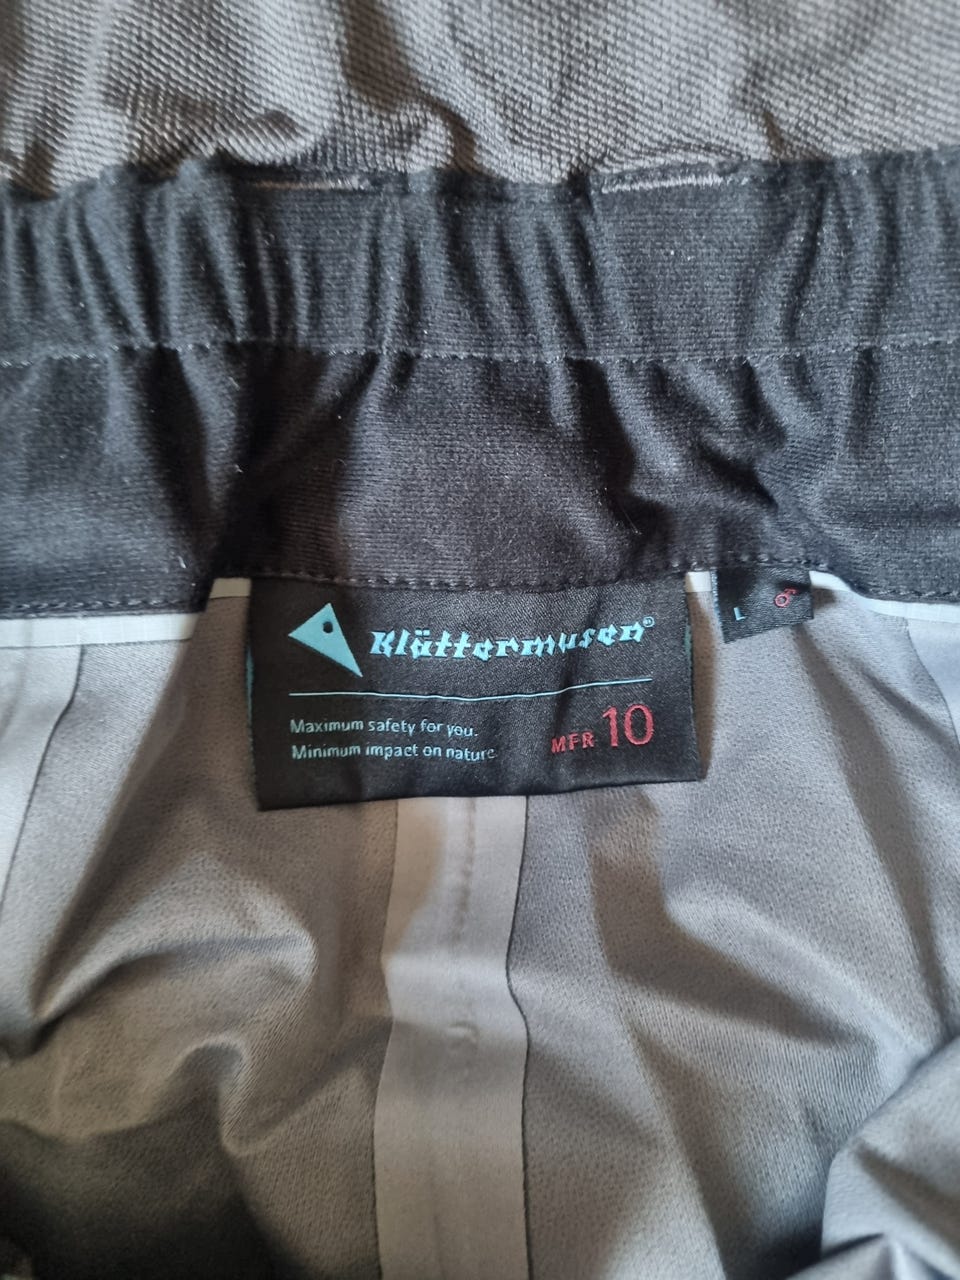 Klättermusen®
Maximum safety for you.
Minimum impact on nature
MFR 10
L ♂